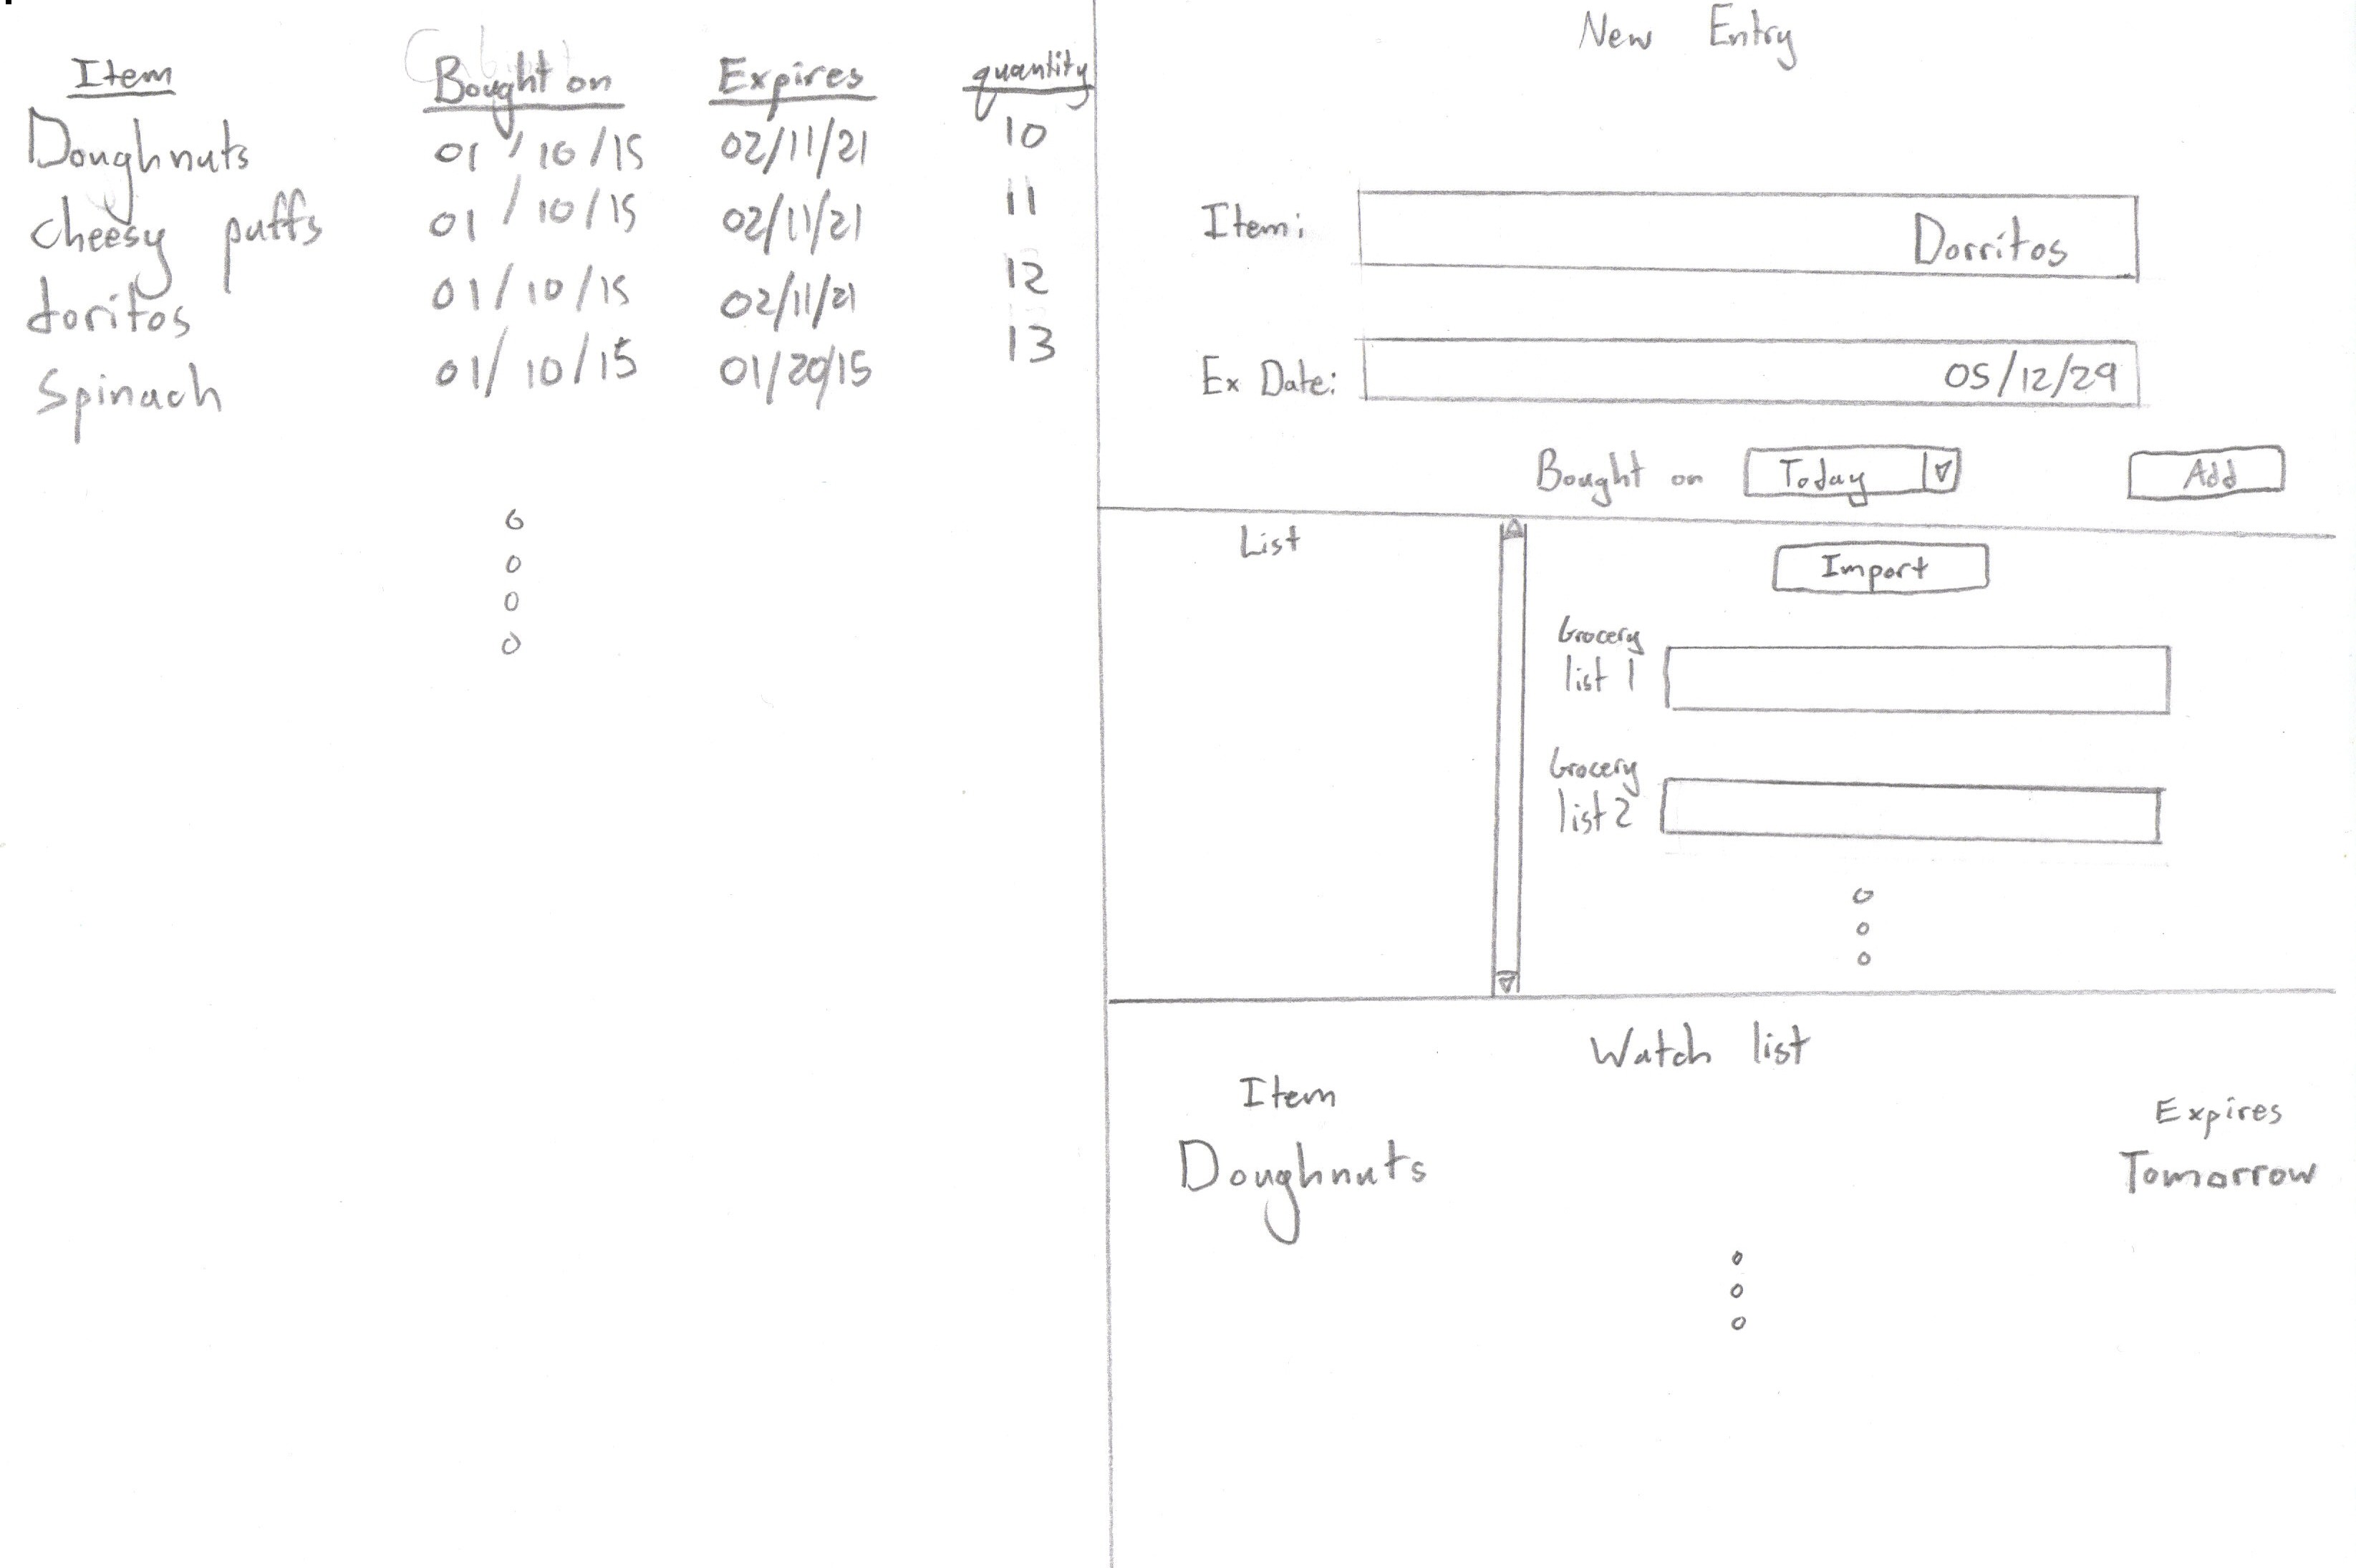 Item Bought on Expires quantity
Doughnuts 01/10/15 02/11/21 10
cheesy puffs 01/10/15 02/11/21 11
doritos 01/10/15 02/11/21 12
Spinach 01/10/15 01/20/15 13
New Entry
Item: Dorritos
Ex Date: 05/12/29
Bought on Today Add
List
Import
Grocery
list 1
Grocery
list 2
Watch list
Item Expires
Doughnuts Tomorrow